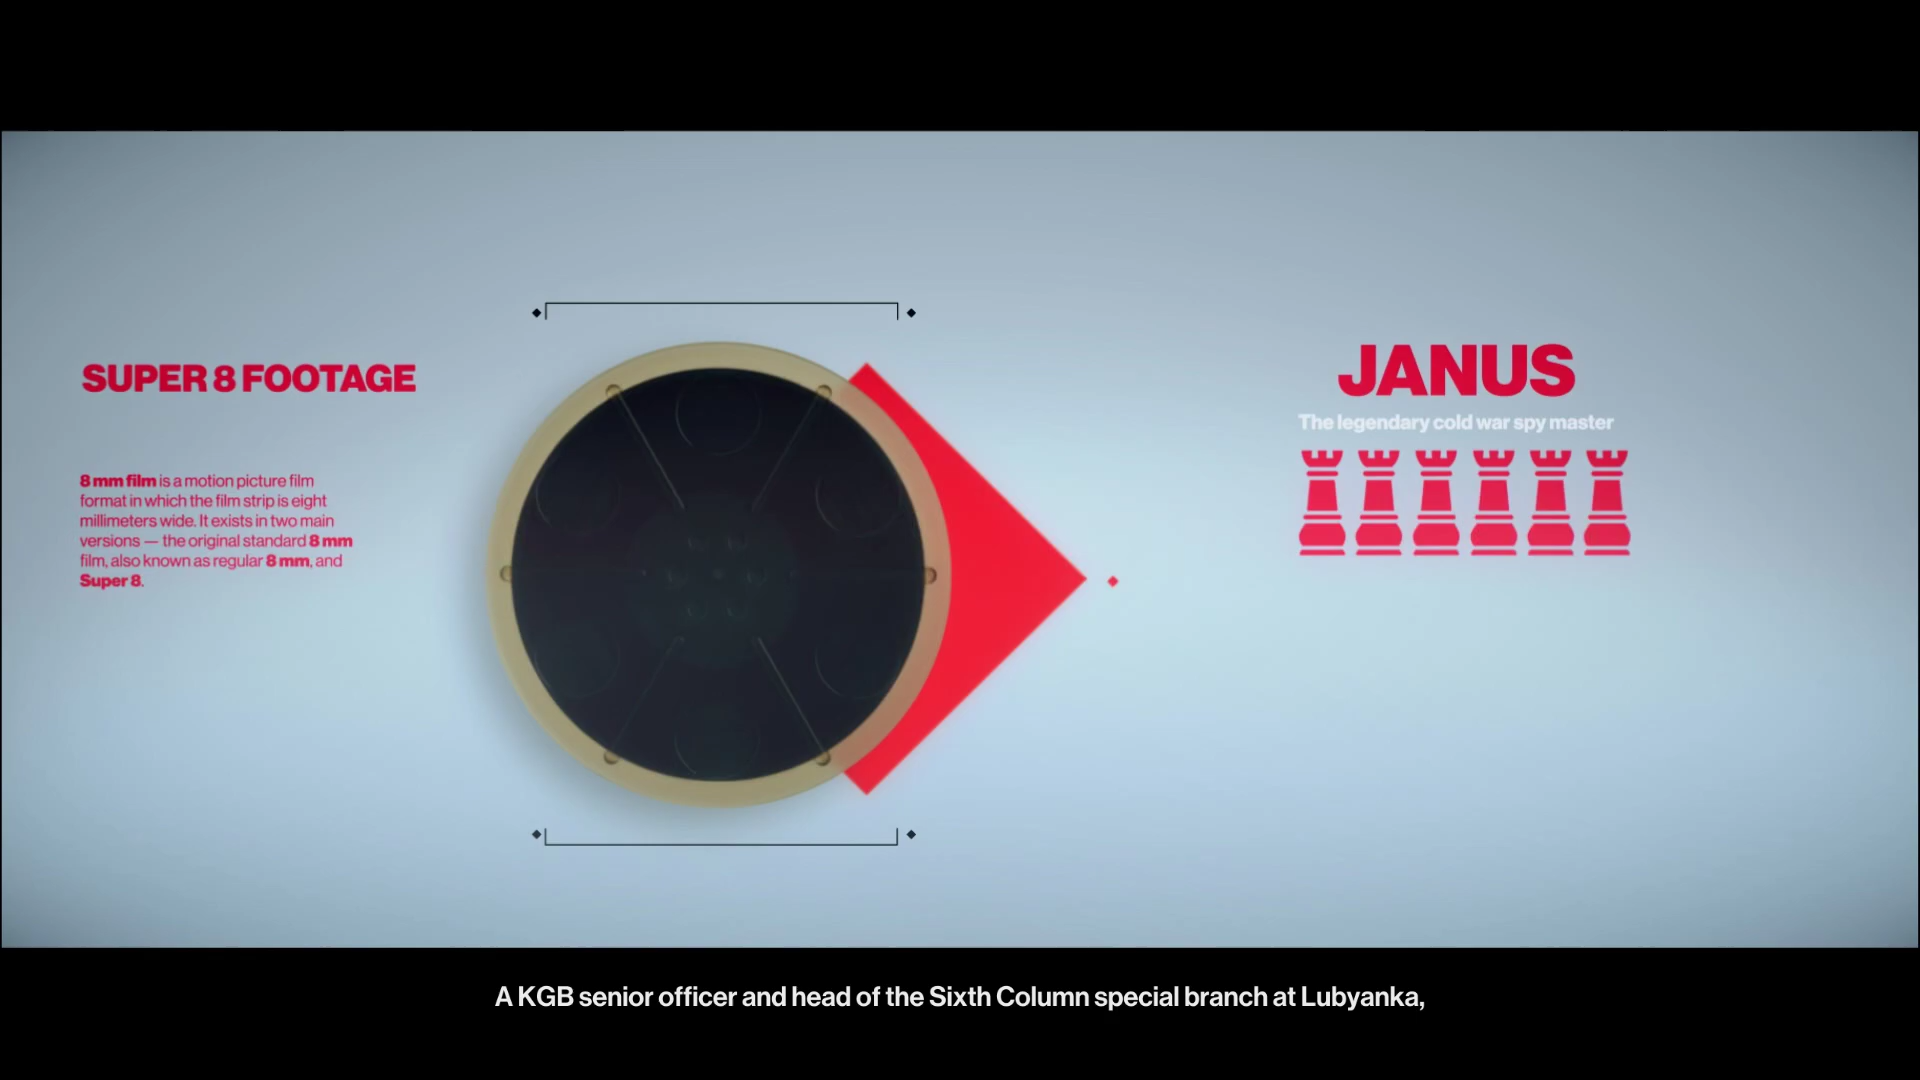 SUPER 8 FOOTAGE
8 mm film is a motion picture film
format in which the film strip is eight
millimeters wide. It exists in two main
versions — the original standard 8 mm
film, also known as regular 8 mm, and
Super 8.
JANUS
The legendary cold war spy master
A KGB senior officer and head of the Sixth Column special branch at Lubyanka,